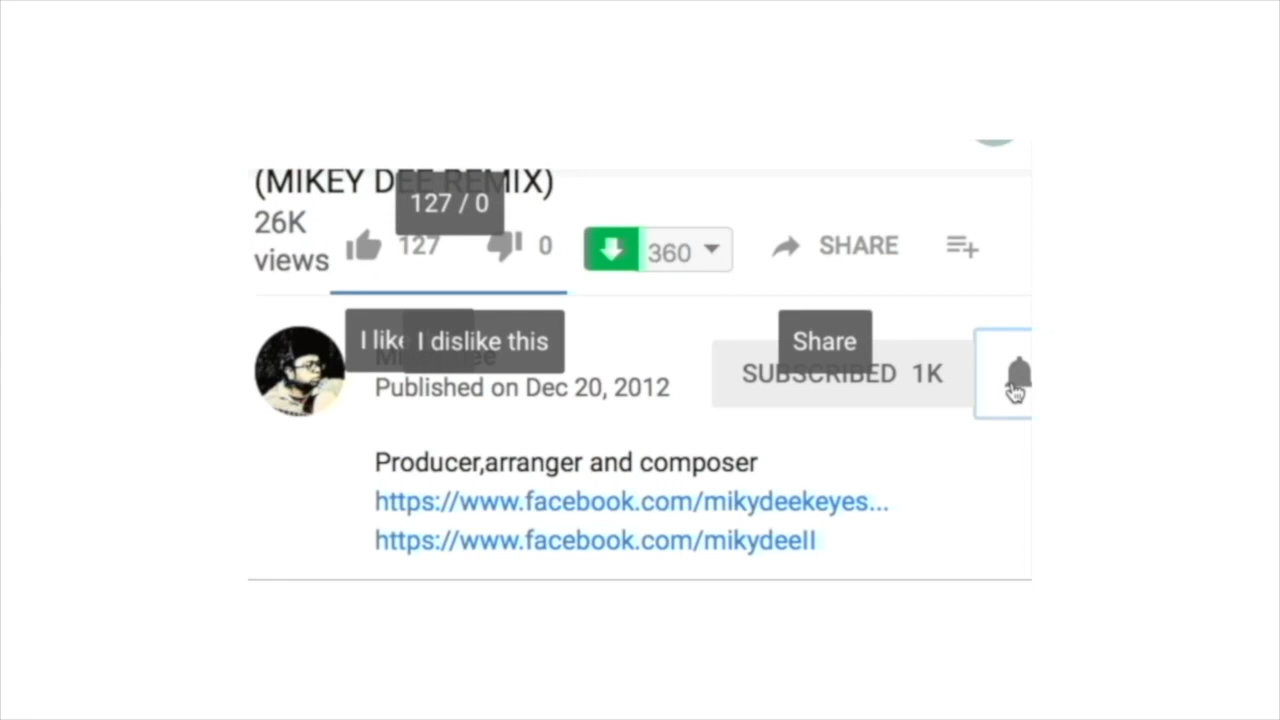 (MIKEY DEE REMIX)
127 / 0
26K
views
127
0
360
SHARE
I like
I dislike this
Share
SUBSCRIBED 1K
Published on Dec 20, 2012
Producer,arranger and composer
https://www.facebook.com/mikydeekeyes...
https://www.facebook.com/mikydeell